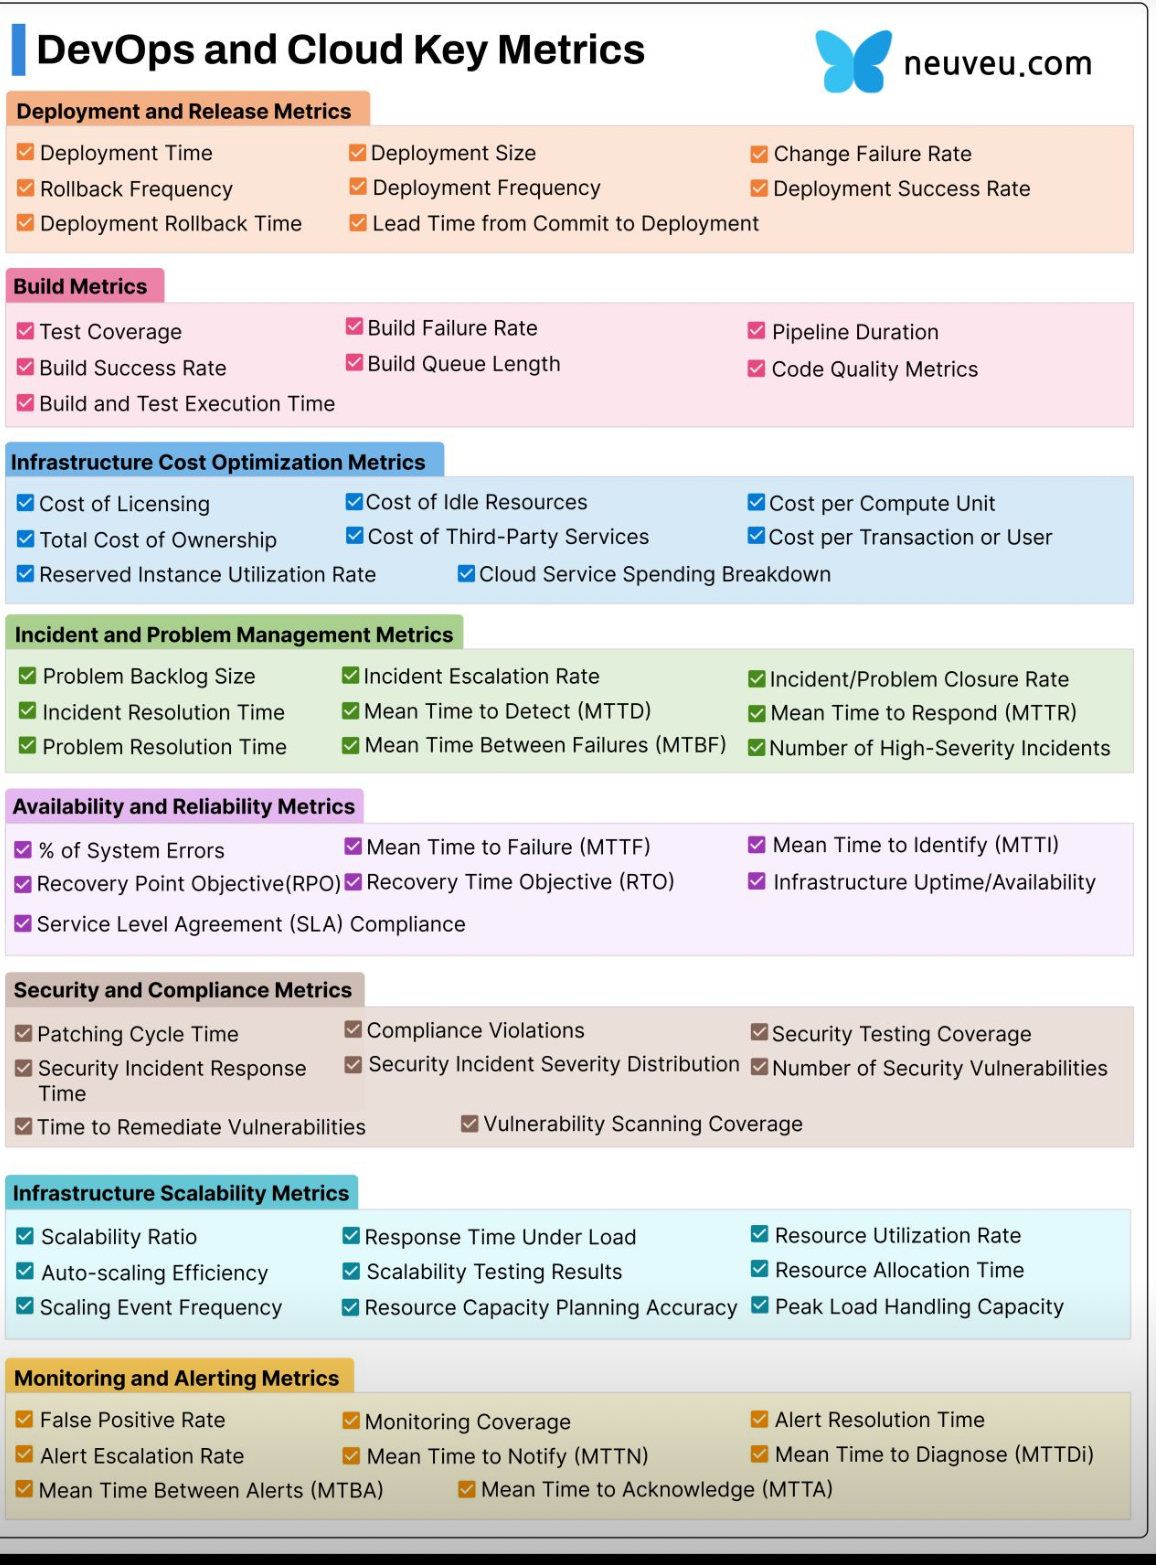 DevOps and Cloud Key Metrics
neuveu.com
Deployment and Release Metrics
Deployment Time
Deployment Size
Change Failure Rate
Rollback Frequency
Deployment Frequency
Deployment Success Rate
Deployment Rollback Time
Lead Time from Commit to Deployment
Build Metrics
Test Coverage
Build Failure Rate
Pipeline Duration
Build Success Rate
Build Queue Length
Code Quality Metrics
Build and Test Execution Time
Infrastructure Cost Optimization Metrics
Cost of Licensing
Cost of Idle Resources
Cost per Compute Unit
Total Cost of Ownership
Cost of Third-Party Services
Cost per Transaction or User
Reserved Instance Utilization Rate
Cloud Service Spending Breakdown
Incident and Problem Management Metrics
Problem Backlog Size
Incident Escalation Rate
Incident/Problem Closure Rate
Incident Resolution Time
Mean Time to Detect (MTTD)
Mean Time to Respond (MTTR)
Problem Resolution Time
Mean Time Between Failures (MTBF)
Number of High-Severity Incidents
Availability and Reliability Metrics
% of System Errors
Mean Time to Failure (MTTF)
Mean Time to Identify (MTTI)
Recovery Point Objective(RPO)
Recovery Time Objective (RTO)
Infrastructure Uptime/Availability
Service Level Agreement (SLA) Compliance
Security and Compliance Metrics
Patching Cycle Time
Compliance Violations
Security Testing Coverage
Security Incident Response
Time
Security Incident Severity Distribution
Number of Security Vulnerabilities
Time to Remediate Vulnerabilities
Vulnerability Scanning Coverage
Infrastructure Scalability Metrics
Scalability Ratio
Response Time Under Load
Resource Utilization Rate
Auto-scaling Efficiency
Scalability Testing Results
Resource Allocation Time
Scaling Event Frequency
Resource Capacity Planning Accuracy
Peak Load Handling Capacity
Monitoring and Alerting Metrics
False Positive Rate
Monitoring Coverage
Alert Resolution Time
Alert Escalation Rate
Mean Time to Notify (MTTN)
Mean Time to Diagnose (MTTDi)
Mean Time Between Alerts (MTBA)
Mean Time to Acknowledge (MTTA)